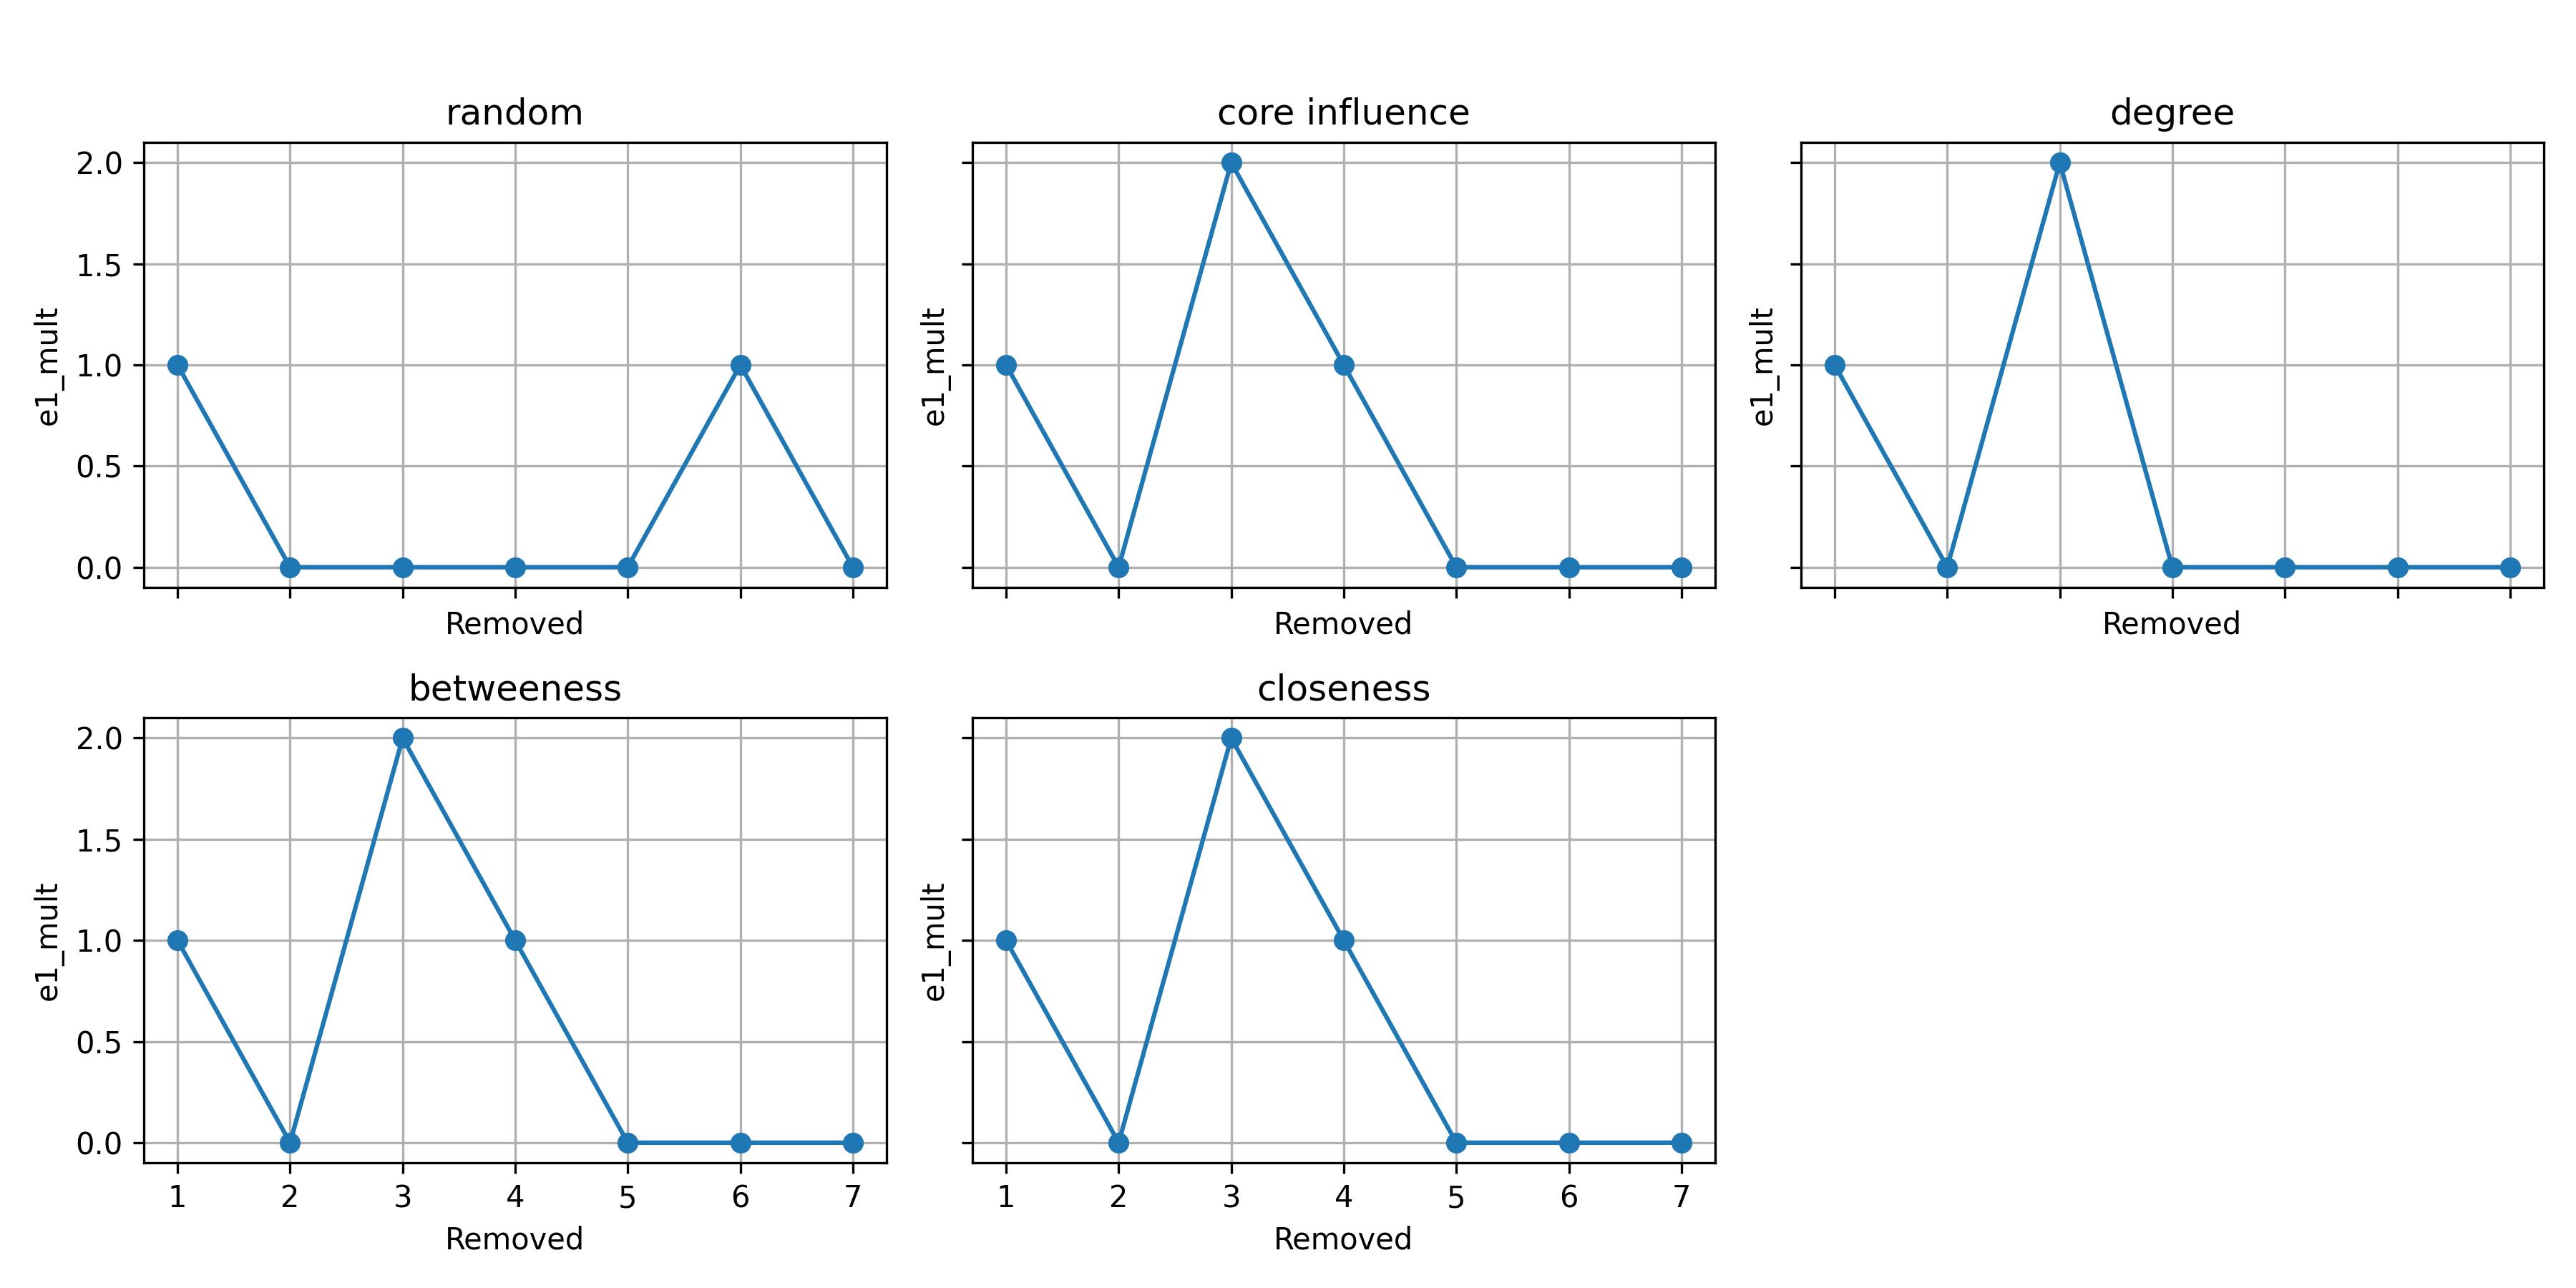 random
2.0
1.5
1.0
0.5
0.0
e1_mult
Removed
core influence
e1_mult
Removed
degree
e1_mult
Removed
betweeness
2.0
1.5
1.0
0.5
0.0
e1_mult
1 2 3 4 5 6 7
Removed
closeness
e1_mult
1 2 3 4 5 6 7
Removed